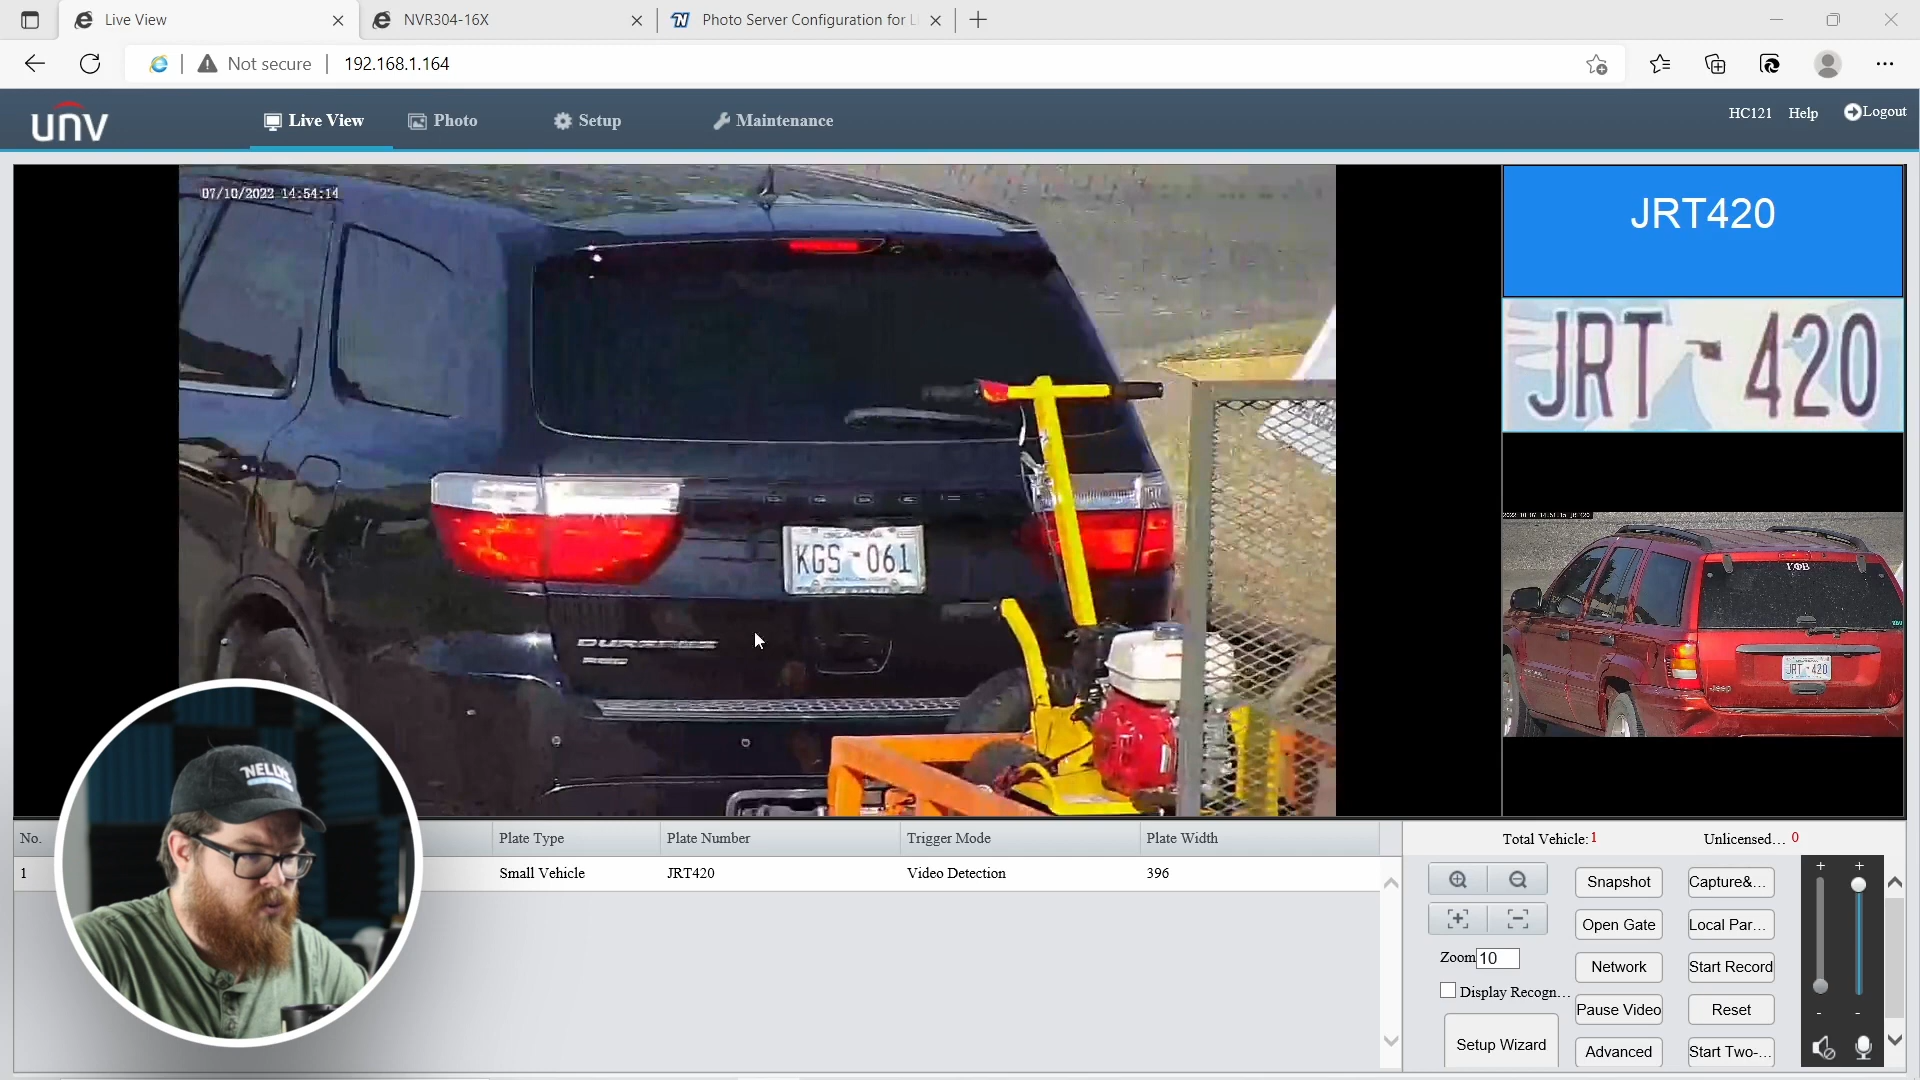 Live View
NVR304-16X
Photo Server Configuration for L
Not secure
192.168.1.164
unv
Live View
Photo
Setup
Maintenance
HC121
Help
Logout
07/10/2022 14:54:14
JRT420
JRT 420
KGS 061
DURANGO
ΥΦΒ
JRT 420
Jeep
NELLYS
No.
Plate Type
Plate Number
Trigger Mode
Plate Width
1
Small Vehicle
JRT420
Video Detection
396
Total Vehicle:1
Unlicensed... 0
Snapshot
Capture&...
Open Gate
Local Par...
Zoom 10
Network
Start Record
Display Recogn...
Pause Video
Reset
Setup Wizard
Advanced
Start Two-...